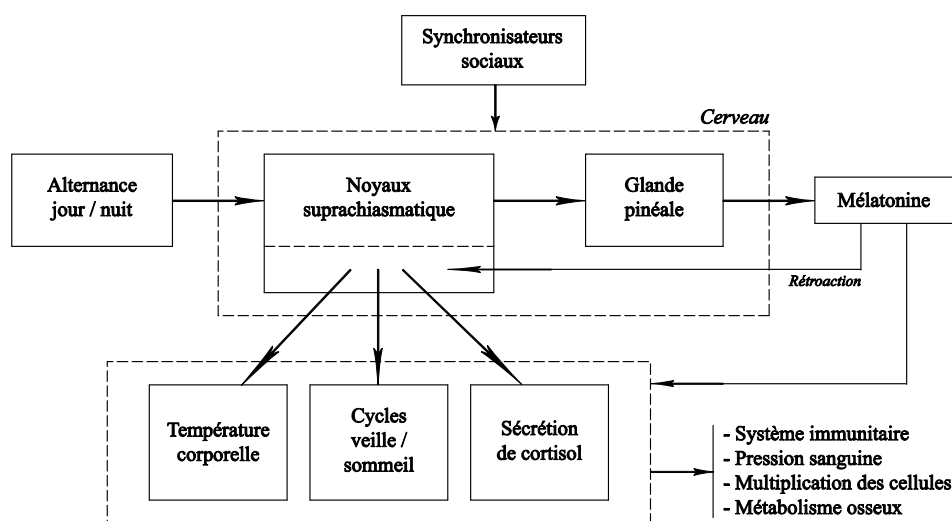 Synchronisateurs
sociaux
Cerveau
Alternance
jour / nuit
Noyaux
suprachiasmatique
Glande
pinéale
Mélatonine
Rétroaction
Température
corporelle
Cycles
veille /
sommeil
Sécrétion
de cortisol
- Système immunitaire
- Pression sanguine
- Multiplication des cellules
- Métabolisme osseux